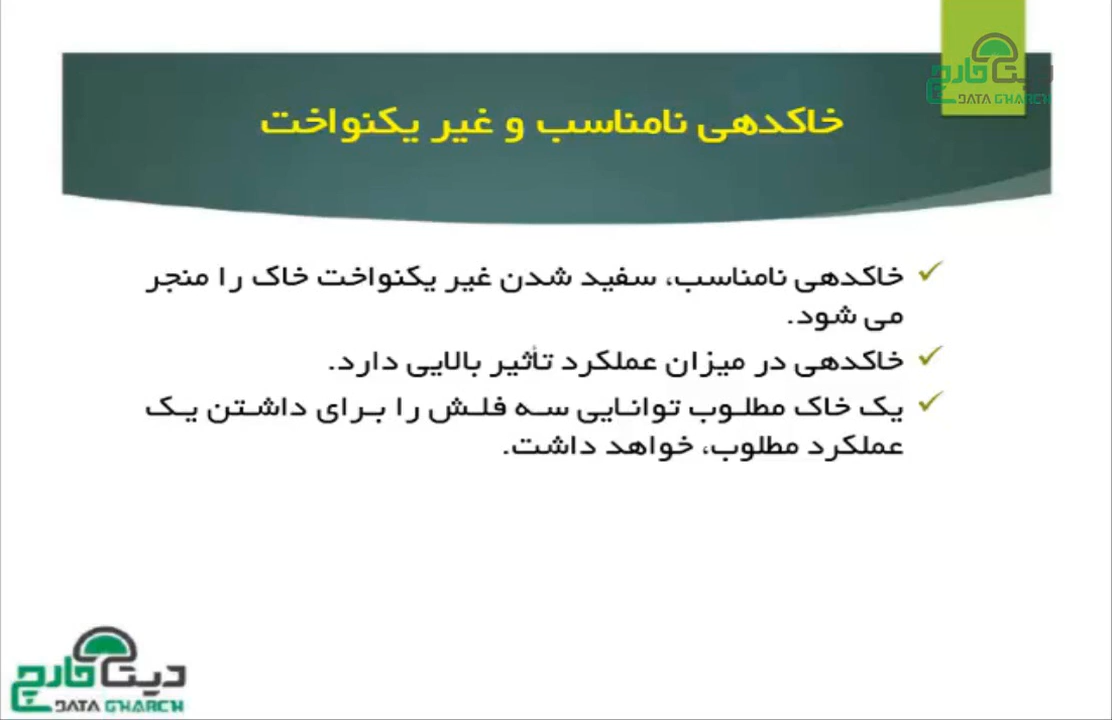 دیتا قارچ
DATA GHARCH
خاکدهی نامناسب و غیر یکنواخت
خاکدهی نامناسب، سفید شدن غیر یکنواخت خاک را منجر
می شود.
خاکدهی در میزان عملکرد تأثیر بالایی دارد.
یک خاک مطلوب توانایی سه فلش را برای داشتن یک
عملکرد مطلوب، خواهد داشت.
دیتا قارچ
DATA GHARCH